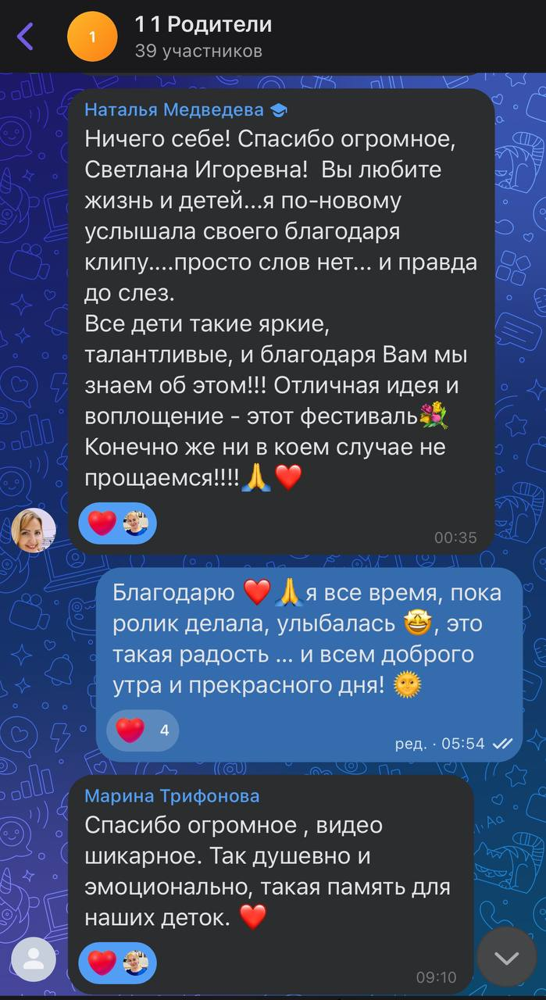 1 1 Родители
1
39 участников
Наталья Медведева
Ничего себе! Спасибо огромное,
Светлана Игоревна!  Вы любите
жизнь и детей...я по-новому
услышала своего благодаря
клипу....просто слов нет... и правда
до слез.
Все дети такие яркие,
талантливые, и благодаря Вам мы
знаем об этом!!! Отличная идея и
воплощение - этот фестиваль💐
Конечно же ни в коем случае не
прощаемся!!!!🙏❤️
❤️
00:35
Благодарю ❤️🙏я все время, пока
ролик делала, улыбалась 🤩, это
такая радость ... и всем доброго
утра и прекрасного дня! 🌞
❤️ 4
ред. · 05:54
Марина Трифонова
Спасибо огромное , видео
шикарное. Так душевно и
эмоционально, такая память для
наших деток. ❤️
❤️
09:10